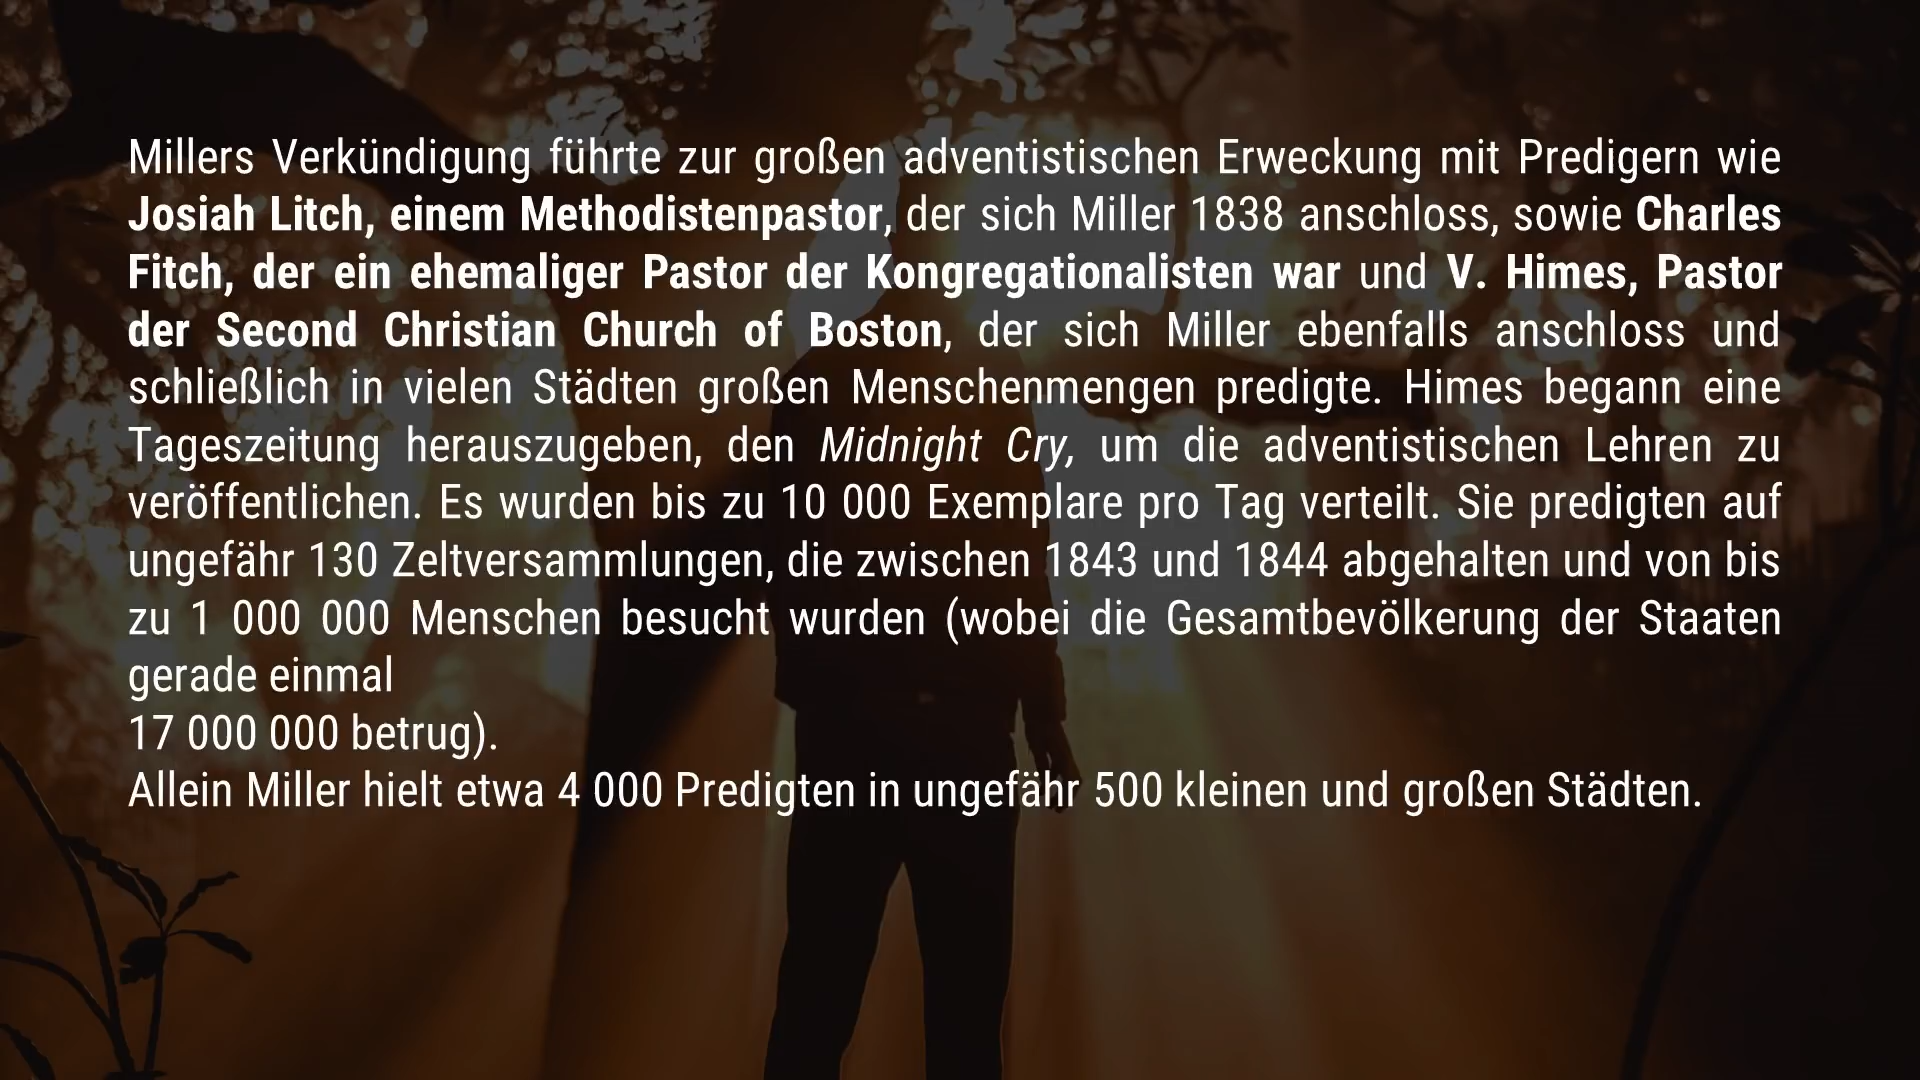 Millers Verkündigung führte zur großen adventistischen Erweckung mit Predigern wie
Josiah Litch, einem Methodistenpastor, der sich Miller 1838 anschloss, sowie Charles
Fitch, der ein ehemaliger Pastor der Kongregationalisten war und V. Himes, Pastor
der Second Christian Church of Boston, der sich Miller ebenfalls anschloss und
schließlich in vielen Städten großen Menschenmengen predigte. Himes begann eine
Tageszeitung herauszugeben, den Midnight Cry, um die adventistischen Lehren zu
veröffentlichen. Es wurden bis zu 10 000 Exemplare pro Tag verteilt. Sie predigten auf
ungefähr 130 Zeltversammlungen, die zwischen 1843 und 1844 abgehalten und von bis
zu 1 000 000 Menschen besucht wurden (wobei die Gesamtbevölkerung der Staaten
gerade einmal
17 000 000 betrug).
Allein Miller hielt etwa 4 000 Predigten in ungefähr 500 kleinen und großen Städten.